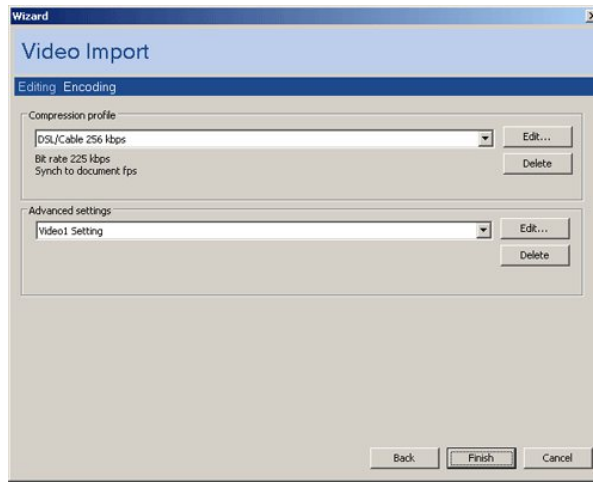 Wizard
Video Import
Editing Encoding
Compression profile
DSL/Cable 256 kbps
Edit...
Bit rate 225 kbps
Synch to document fps
Delete
Advanced settings
Video1 Setting
Edit...
Delete
Back
Finish
Cancel